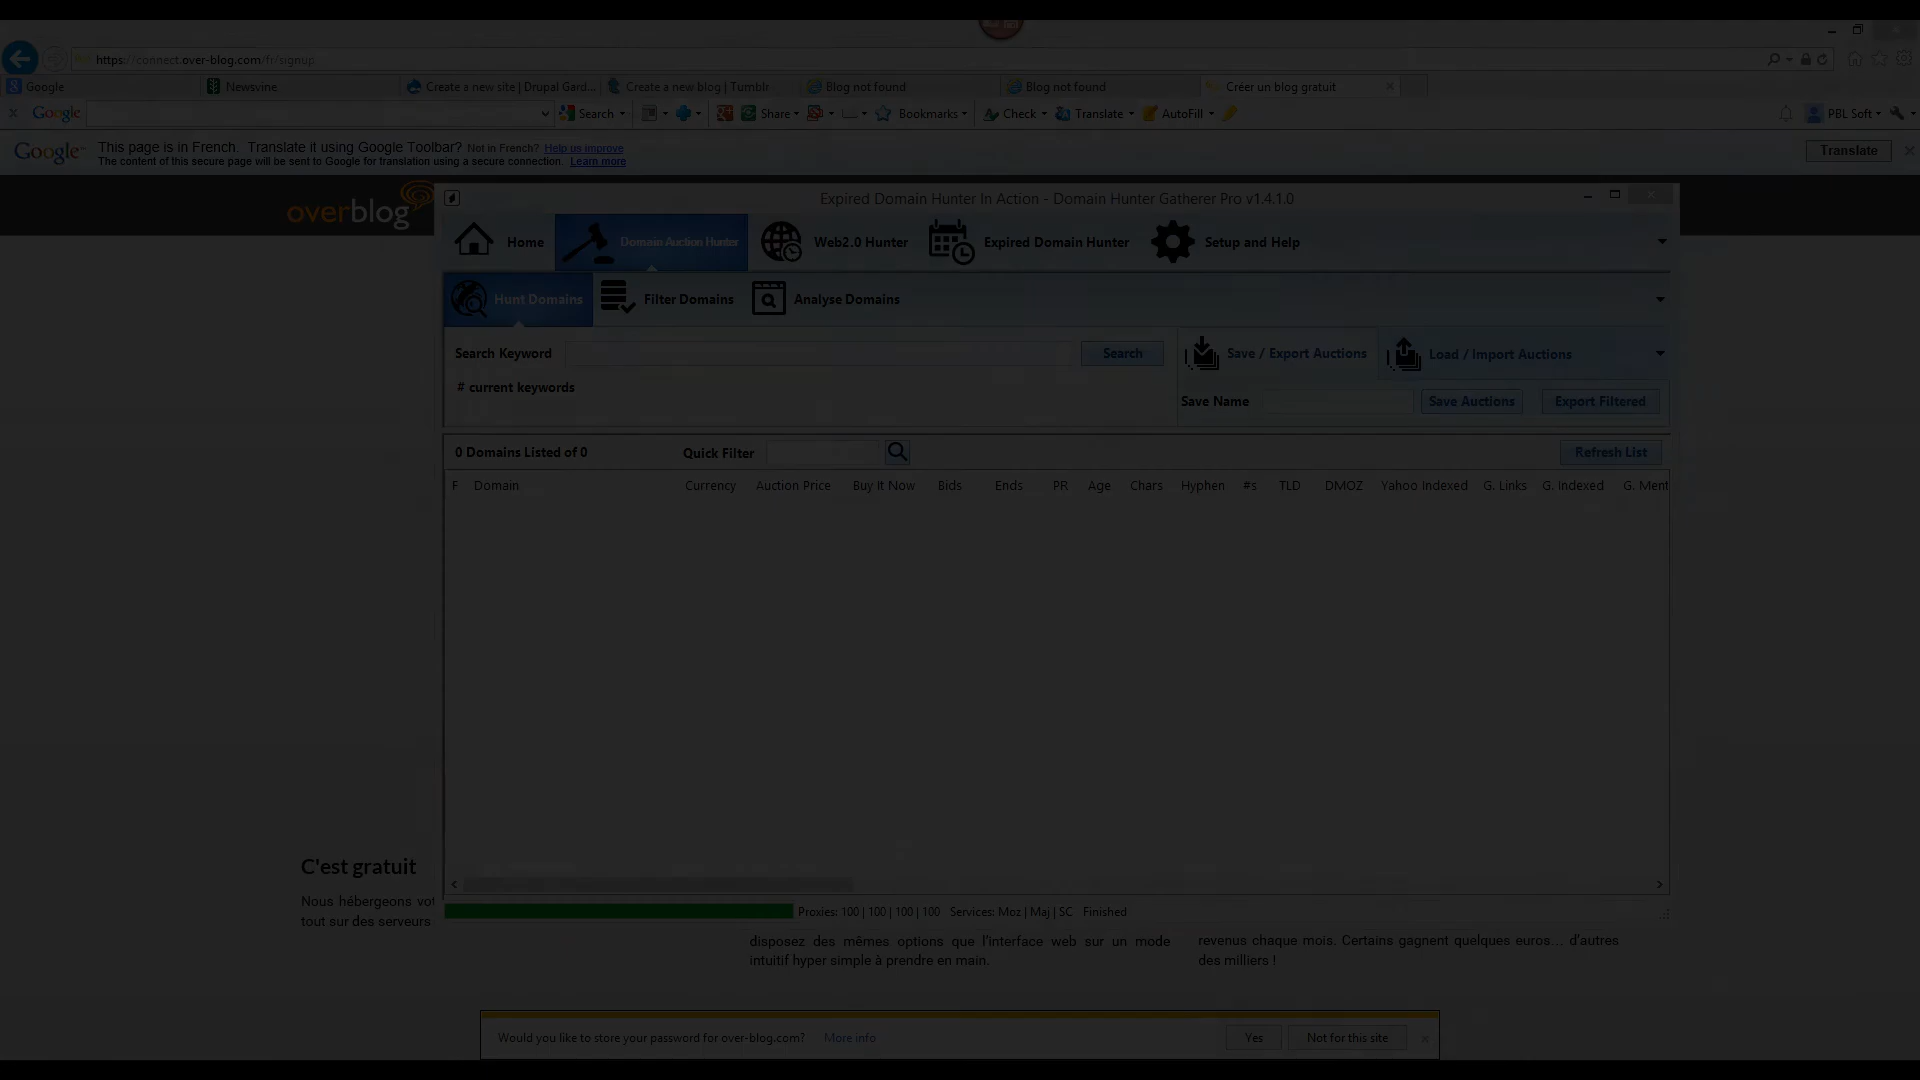 https://connect.over-blog.com/fr/signup
Google
Newsvine
Create a new site | Drupal Gard...
Create a new blog | Tumblr
Blog not found
Blog not found
Créer un blog gratuit
Google
Search
Share
Bookmarks
Check
Translate
AutoFill
PBL Soft
Google
This page is in French. Translate it using Google Toolbar? Not in French? Help us improve
The content of this secure page will be sent to Google for translation using a secure connection. Learn more
Translate
overblog
Expired Domain Hunter In Action - Domain Hunter Gatherer Pro v1.4.1.0
Home
Domain Auction Hunter
Web2.0 Hunter
Expired Domain Hunter
Setup and Help
Hunt Domains
Filter Domains
Analyse Domains
Search Keyword
Search
Save / Export Auctions
Load / Import Auctions
# current keywords
Save Name
Save Auctions
Export Filtered
0 Domains Listed of 0
Quick Filter
Refresh List
F Domain Currency Auction Price Buy It Now Bids Ends PR Age Chars Hyphen #s TLD DMOZ Yahoo Indexed G. Links G. Indexed G. Ment
C'est gratuit
Nous hébergeons vot
tout sur des serveurs
Proxies: 100 | 100 | 100 | 100 Services: Moz | Maj | SC Finished
disposez des mêmes options que l'interface web sur un mode
intuitif hyper simple à prendre en main.
revenus chaque mois. Certains gagnent quelques euros... d'autres
des milliers !
Would you like to store your password for over-blog.com? More info
Yes
Not for this site